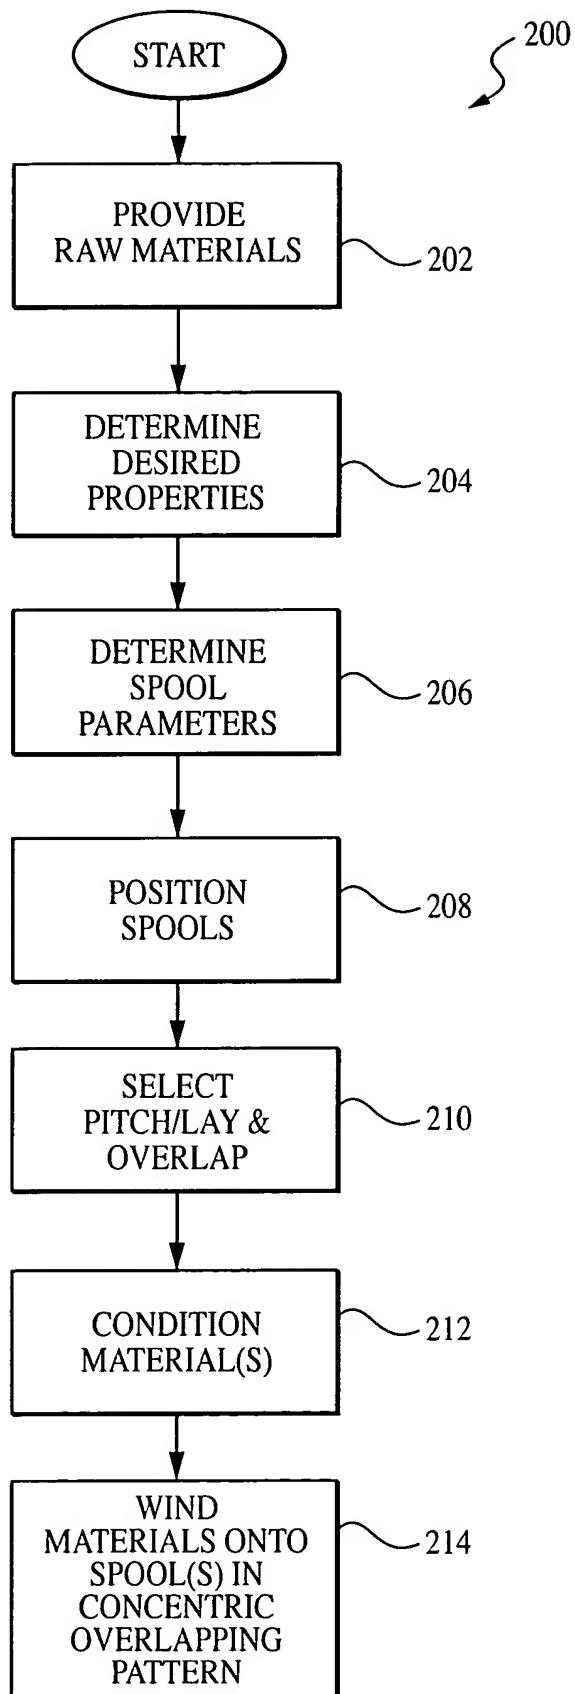 START
200
PROVIDE
RAW MATERIALS
202
DETERMINE
DESIRED
PROPERTIES
204
DETERMINE
SPOOL
PARAMETERS
206
POSITION
SPOOLS
208
SELECT
PITCH/LAY &
OVERLAP
210
CONDITION
MATERIAL(S)
212
WIND
MATERIALS ONTO
SPOOL(S) IN
CONCENTRIC
OVERLAPPING
PATTERN
214